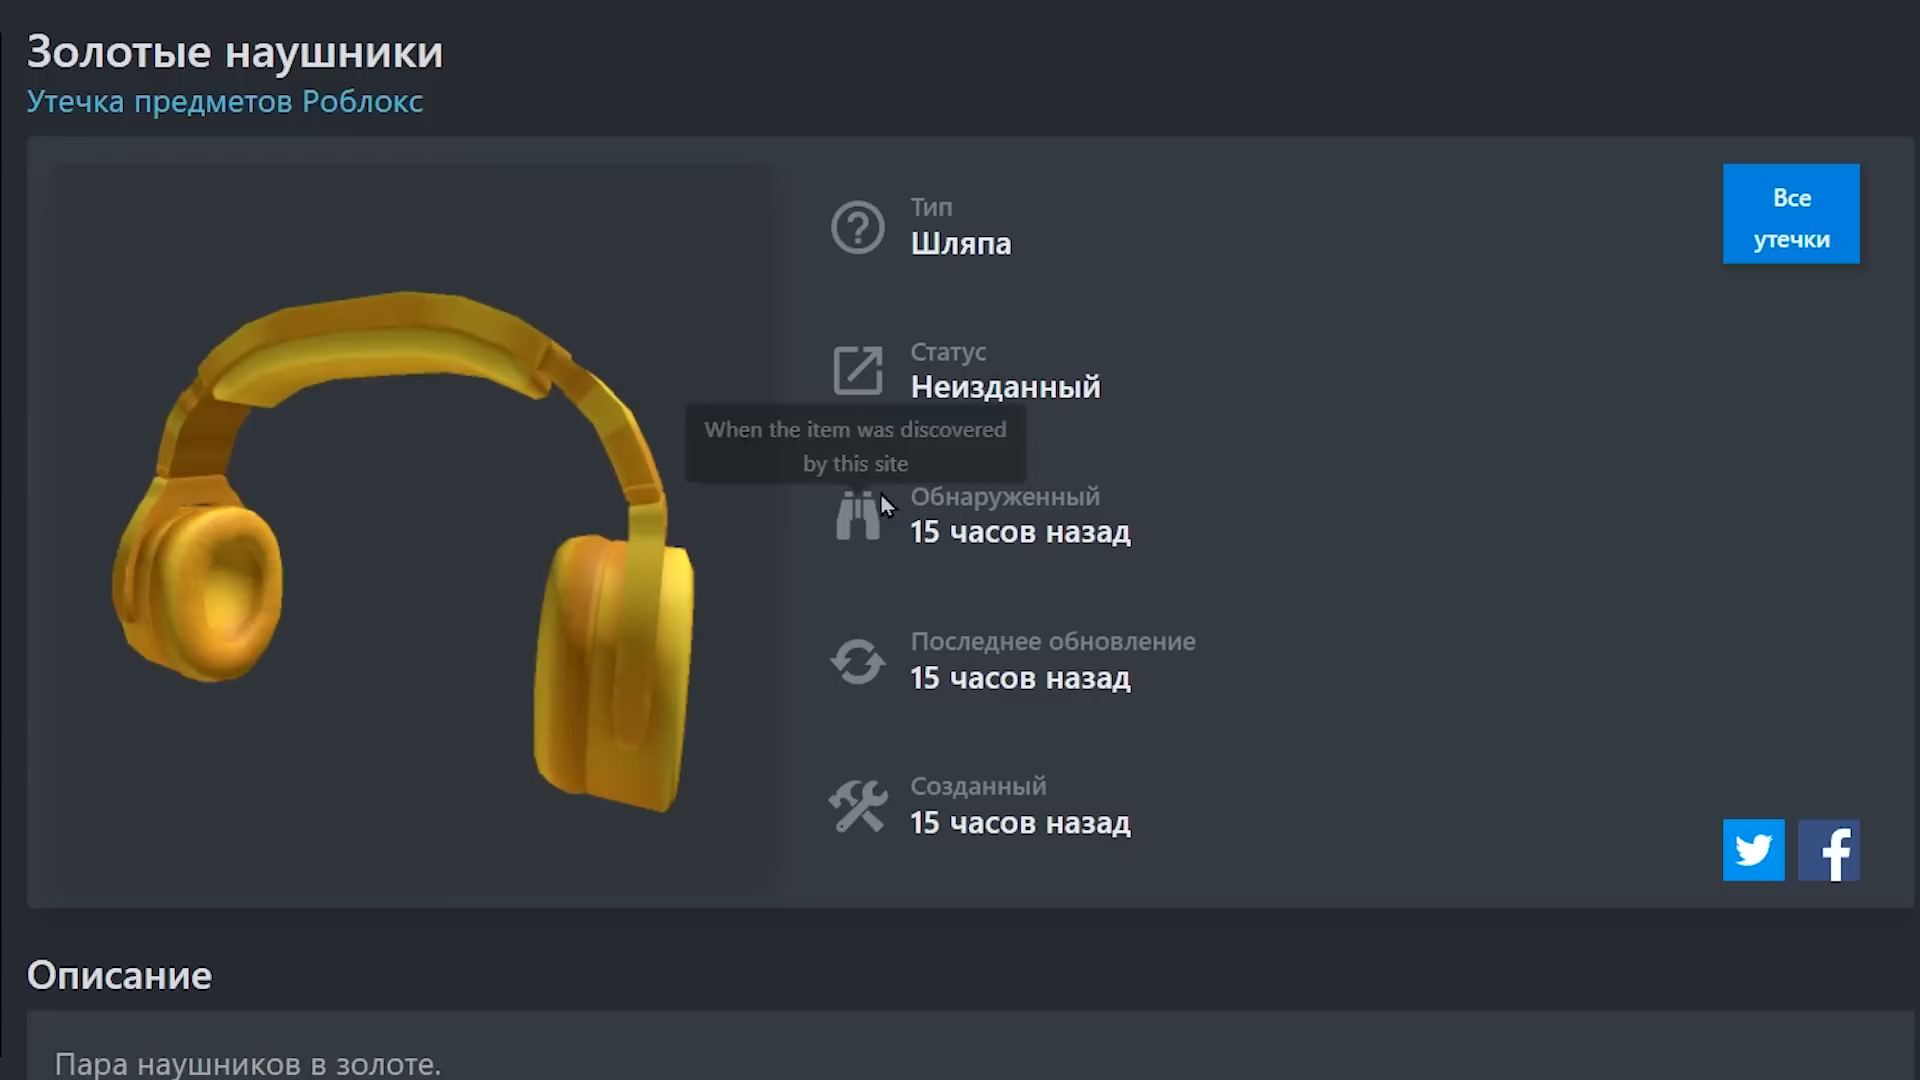 Золотые наушники
Утечка предметов Роблокс
Тип
Шляпа
Все
утечки
Статус
Неизданный
When the item was discovered
by this site
Обнаруженный
15 часов назад
Последнее обновление
15 часов назад
Созданный
15 часов назад
Описание
Пара наушников в золоте.